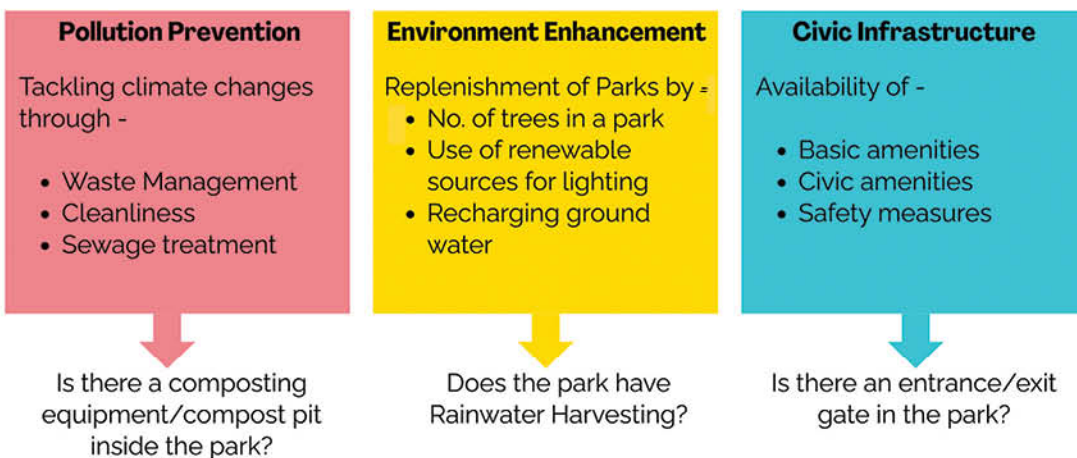 Pollution Prevention
Tackling climate changes
through -
• Waste Management
• Cleanliness
• Sewage treatment
Is there a composting
equipment/compost pit
inside the park?
Environment Enhancement
Replenishment of Parks by -
• No. of trees in a park
• Use of renewable
sources for lighting
• Recharging ground
water
Does the park have
Rainwater Harvesting?
Civic Infrastructure
Availability of -
• Basic amenities
• Civic amenities
• Safety measures
Is there an entrance/exit
gate in the park?